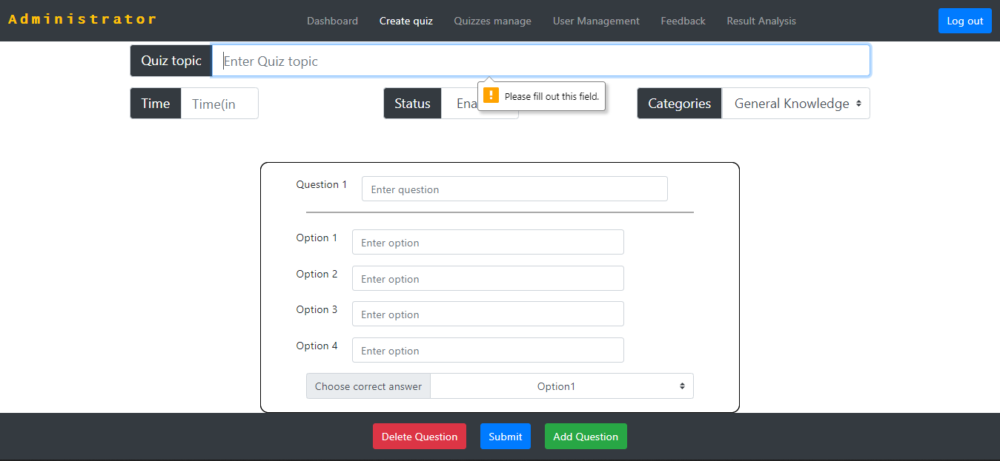 Administrator Dashboard Create quiz Quizzes manage User Management Feedback Result Analysis Log out
Quiz topic Enter Quiz topic
Please fill out this field.
Time Time(in Status Ena Categories General Knowledge
Question 1 Enter question
Option 1 Enter option
Option 2 Enter option
Option 3 Enter option
Option 4 Enter option
Choose correct answer Option1
Delete Question Submit Add Question